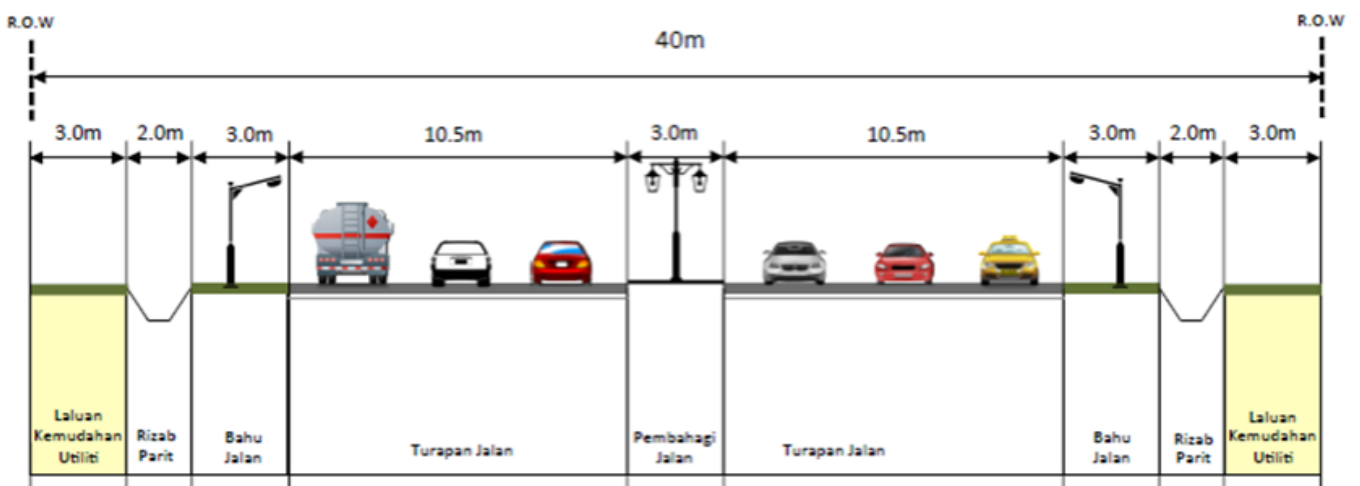 R.O.W
R.O.W
40m
3.0m
2.0m
3.0m
10.5m
3.0m
10.5m
3.0m
2.0m
3.0m
Laluan
Kemudahan
Utiliti
Rizab
Parit
Bahu
Jalan
Turapan Jalan
Pembahagi
Jalan
Turapan Jalan
Bahu
Jalan
Rizab
Parit
Laluan
Kemudahan
Utiliti